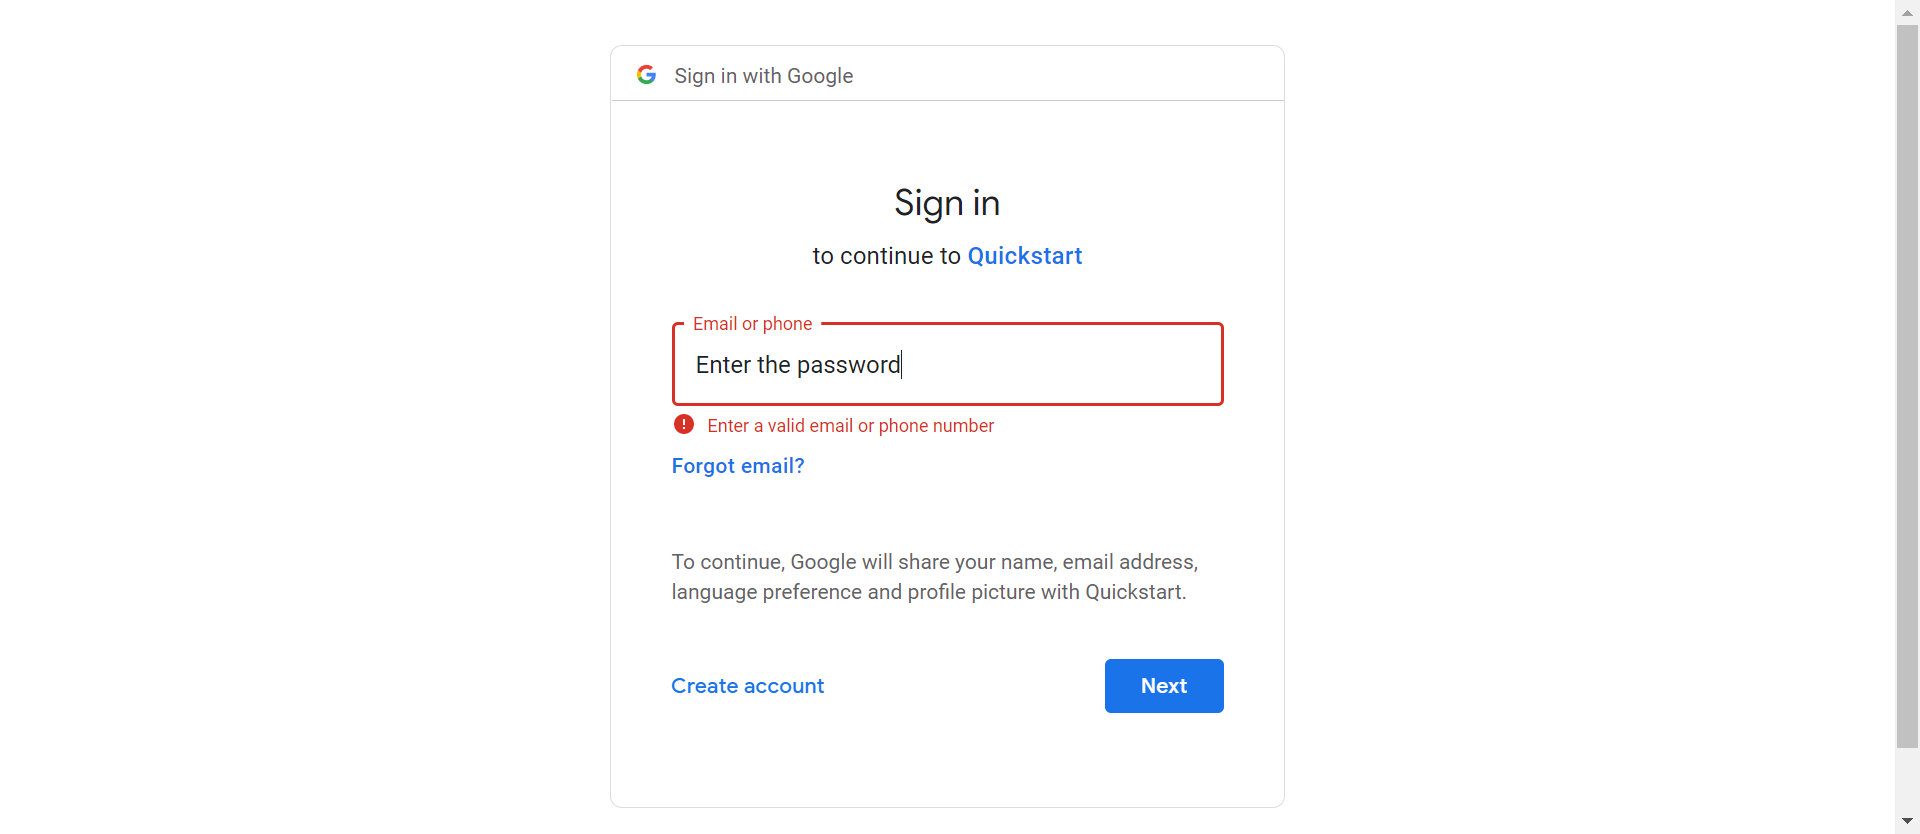 Sign in with Google
Sign in
to continue to Quickstart
Email or phone
Enter the password
Enter a valid email or phone number
Forgot email?
To continue, Google will share your name, email address,
language preference and profile picture with Quickstart.
Create account
Next